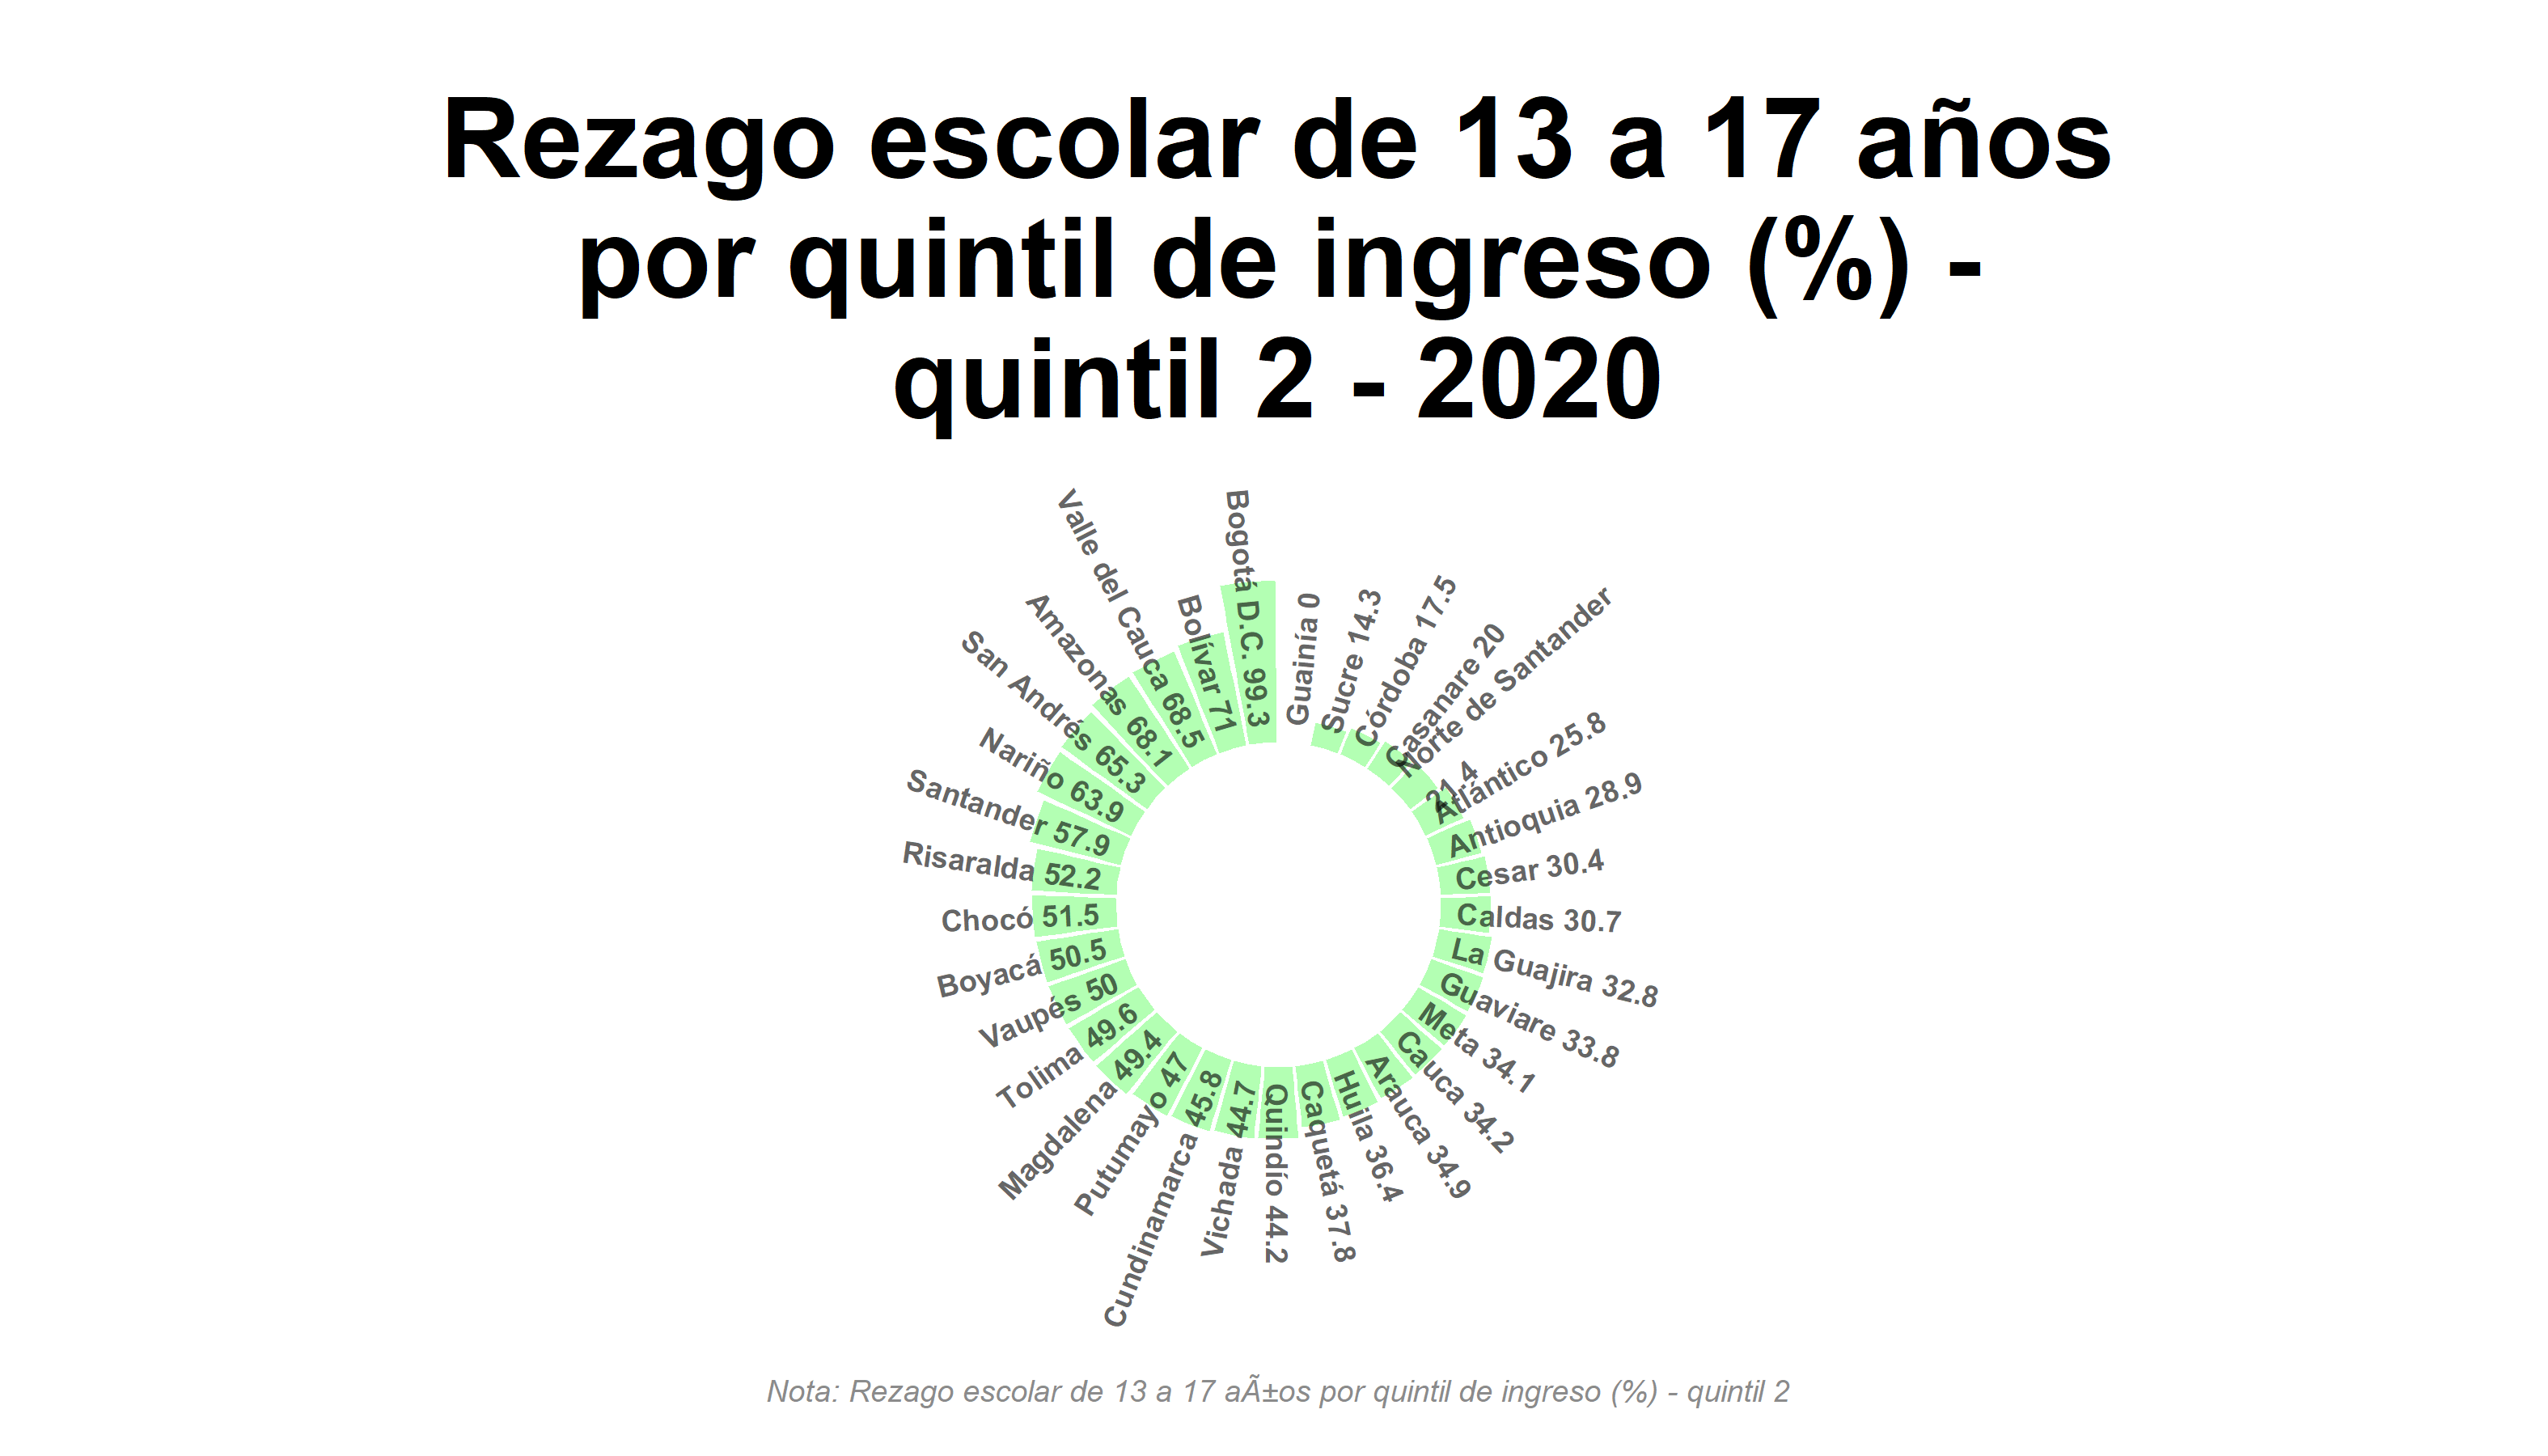 Rezago escolar de 13 a 17 años
por quintil de ingreso (%) -
quintil 2 - 2020
Guainía 0
Sucre 14.3
Córdoba 17.5
Casanare 20
Norte de Santander
21.4
Atlántico 25.8
Antioquia 28.9
Cesar 30.4
Caldas 30.7
La Guajira 32.8
Guaviare 33.8
Meta 34.1
Cauca 34.2
Arauca 34.9
Huila 36.4
Caquetá 37.8
Quindío 44.2
Vichada 44.7
Cundinamarca 45.8
Putumayo 47
Magdalena 49.4
Tolima 49.6
Vaupés 50
Boyacá 50.5
Chocó 51.5
Risaralda 52.2
Santander 57.9
Nariño 63.9
San Andrés 65.3
Amazonas 68.1
Valle del Cauca 68.5
Bolívar 71
Bogotá D.C. 99.3
Nota: Rezago escolar de 13 a 17 aÃ±os por quintil de ingreso (%) - quintil 2